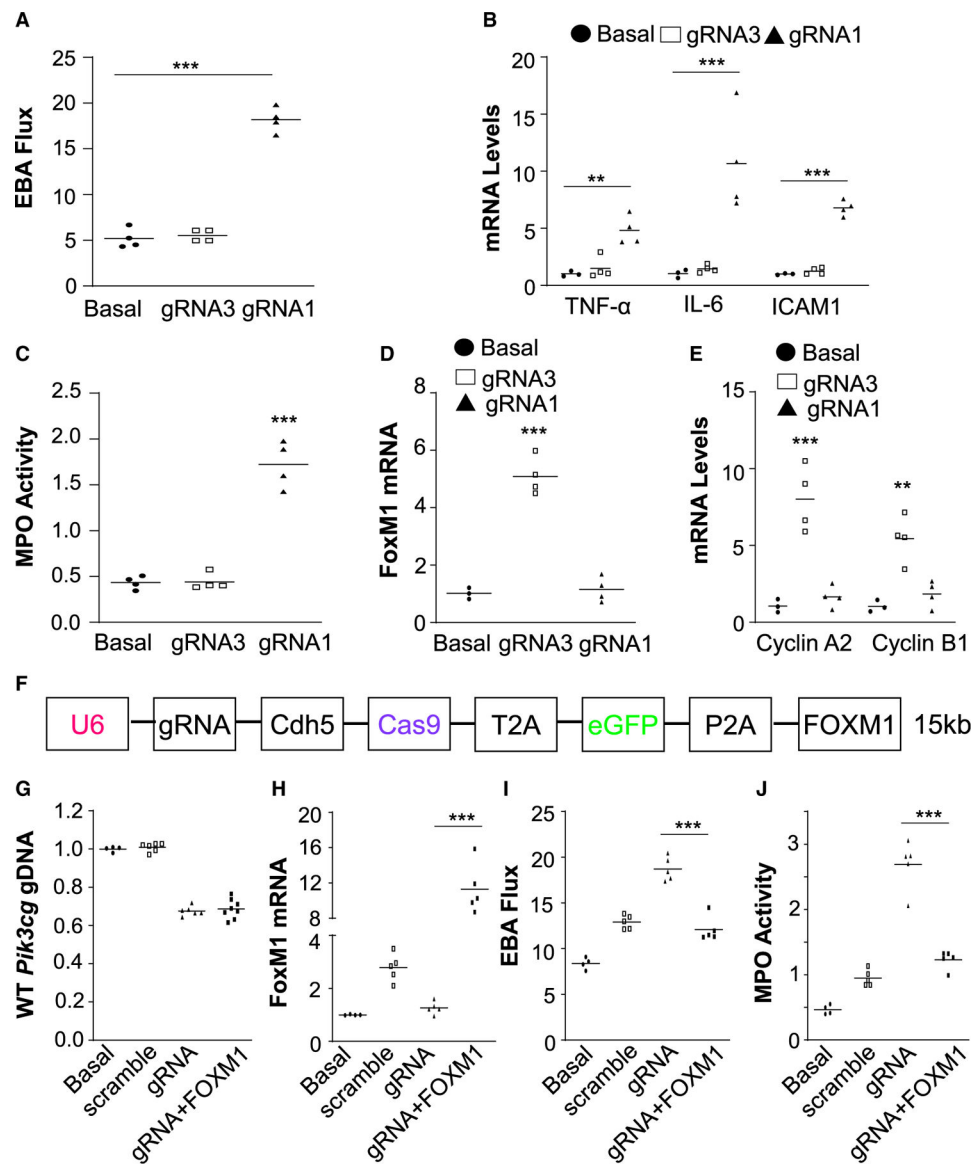 A
EBA Flux
25
20
15
10
5
0
***
Basal gRNA3 gRNA1
B
Basal gRNA3 gRNA1
mRNA Levels
20
15
10
5
0
**
***
***
TNF-α IL-6 ICAM1
C
MPO Activity
2.5
2.0
1.5
1.0
0.5
0.0
***
Basal gRNA3 gRNA1
D
Basal
gRNA3
gRNA1
FoxM1 mRNA
8
6
4
2
0
***
Basal gRNA3 gRNA1
E
Basal
gRNA3
gRNA1
mRNA Levels
15
10
5
0
***
**
Cyclin A2 Cyclin B1
F
U6 gRNA Cdh5 Cas9 T2A eGFP P2A FOXM1 15kb
G
WT Pik3cg gDNA
1.2
1.0
0.8
0.6
0.4
0.2
0.0
Basal
scramble
gRNA
gRNA+FOXM1
H
FoxM1 mRNA
20
16
12
8
4
2
0
***
Basal
scramble
gRNA
gRNA+FOXM1
I
EBA Flux
25
20
15
10
5
0
***
Basal
scramble
gRNA
gRNA+FOXM1
J
MPO Activity
3
2
1
0
***
Basal
scramble
gRNA
gRNA+FOXM1